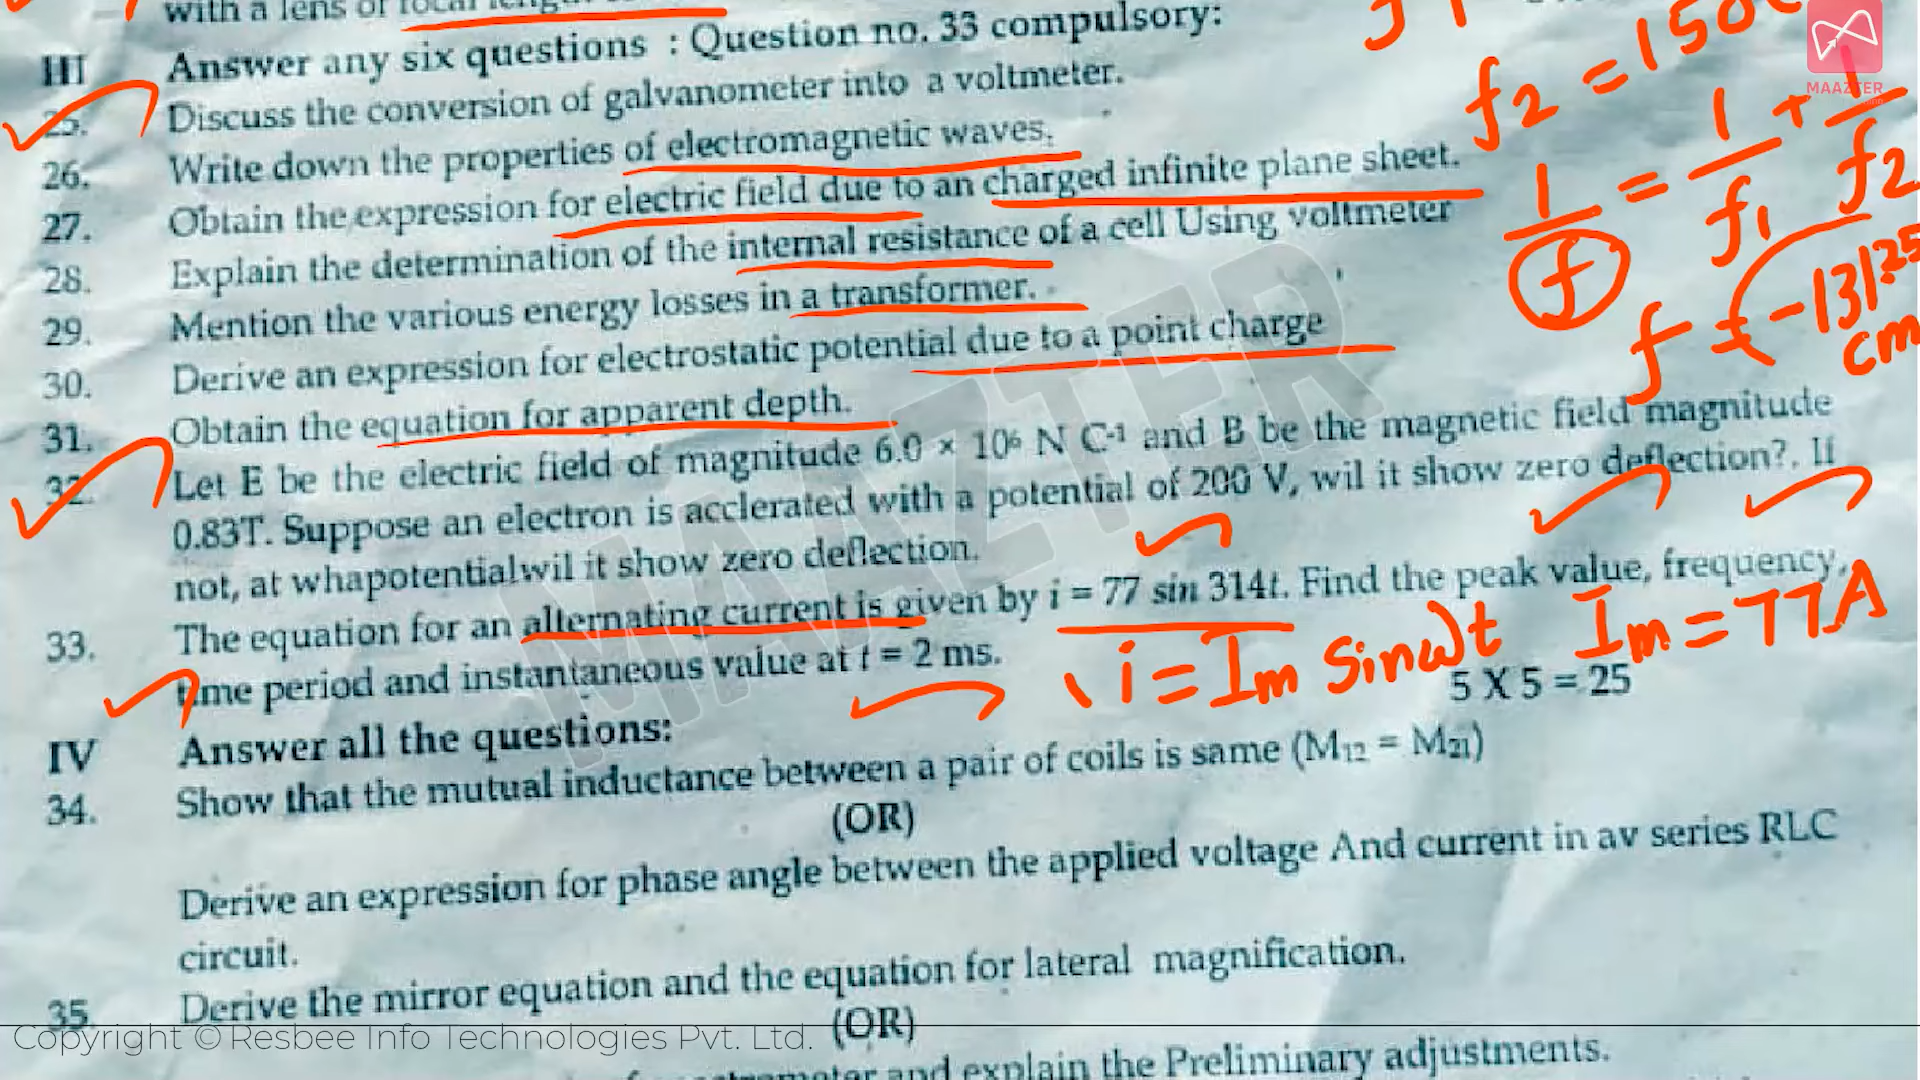 with a lens of focal length
III Answer any six questions : Question no. 33 compulsory:
25. Discuss the conversion of galvanometer into a voltmeter.
26. Write down the properties of electromagnetic waves.
27. Obtain the expression for electric field due to an charged infinite plane sheet.
28. Explain the determination of the internal resistance of a cell Using voltmeter
29. Mention the various energy losses in a transformer.
30. Derive an expression for electrostatic potential due to a point charge
31. Obtain the equation for apparent depth.
32. Let E be the electric field of magnitude 6.0 × 10⁶ N C⁻¹ and B be the magnetic field magnitude
0.83T. Suppose an electron is acclerated with a potential of 200 V, wil it show zero deflection?. If
not, at whapotentialwil it show zero deflection.
33. The equation for an alternating current is given by i = 77 sin 314t. Find the peak value, frequency,
time period and instantaneous value at t = 2 ms.
5 X 5 = 25
IV Answer all the questions:
34. Show that the mutual inductance between a pair of coils is same (M₁₂ = M₂₁)
(OR)
Derive an expression for phase angle between the applied voltage And current in av series RLC
circuit.
35. Derive the mirror equation and the equation for lateral magnification.
(OR)
and explain the Preliminary adjustments.
f2 = 150
1/f = 1/f1 + 1/f2
f = -131.25
cm
i = Im Sinωt Im = 77A
MAAZTER
MAAZTER
Copyright © Resbee Info Technologies Pvt. Ltd.